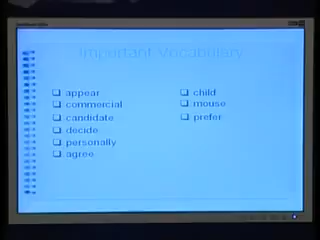 Important Vocabulary
appear
commercial
candidate
decide
personally
agree
child
mouse
prefer